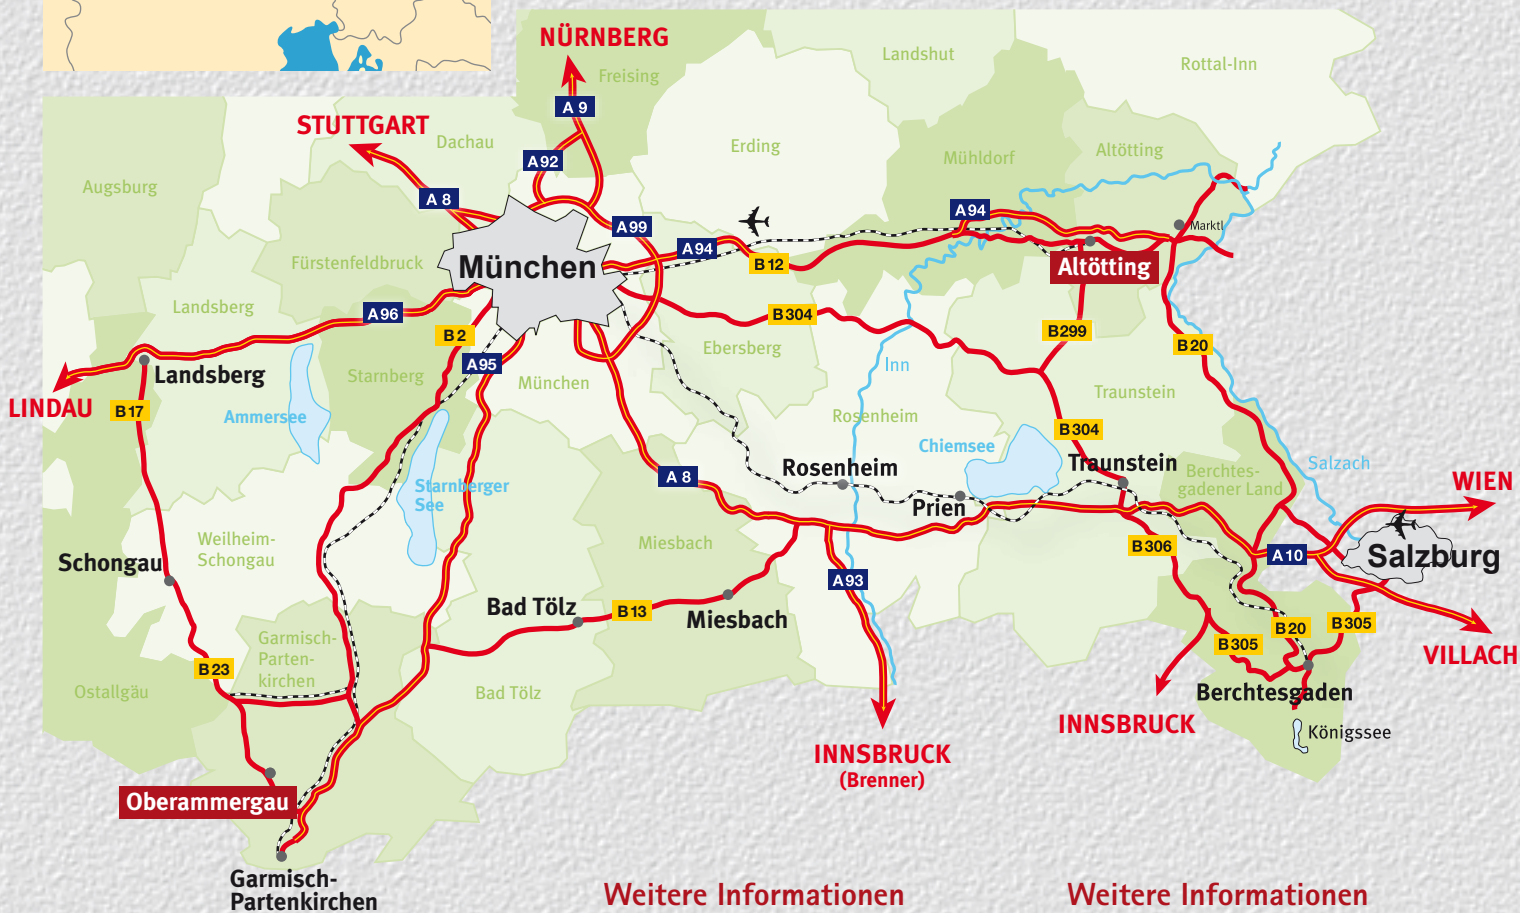 NÜRNBERG
Freising
Landshut
Rottal-Inn
A 9
STUTTGART
Dachau
Erding
Mühldorf
Altötting
A92
Augsburg
A 8
A99
A94
A94
Marktl
Fürstenfeldbruck
München
B12
Altötting
Landsberg
A96
B304
B2
B299
B20
Landsberg
A95
Starnberg
München
Ebersberg
Inn
Traunstein
LINDAU
B17
Ammersee
Rosenheim
B304
Chiemsee
A 8
Rosenheim
Traunstein
Berchtes-
gadener Land
Salzach
WIEN
Starnberger
See
Prien
Weilheim-
Schongau
Miesbach
B306
A10
Salzburg
Schongau
A93
Bad Tölz
B13
Miesbach
B20
B305
B305
Garmisch-
Parten-
kirchen
B23
VILLACH
Ostallgäu
Bad Tölz
Berchtesgaden
INNSBRUCK
Königssee
INNSBRUCK
(Brenner)
Oberammergau
Garmisch-
Partenkirchen
Weitere Informationen
Weitere Informationen